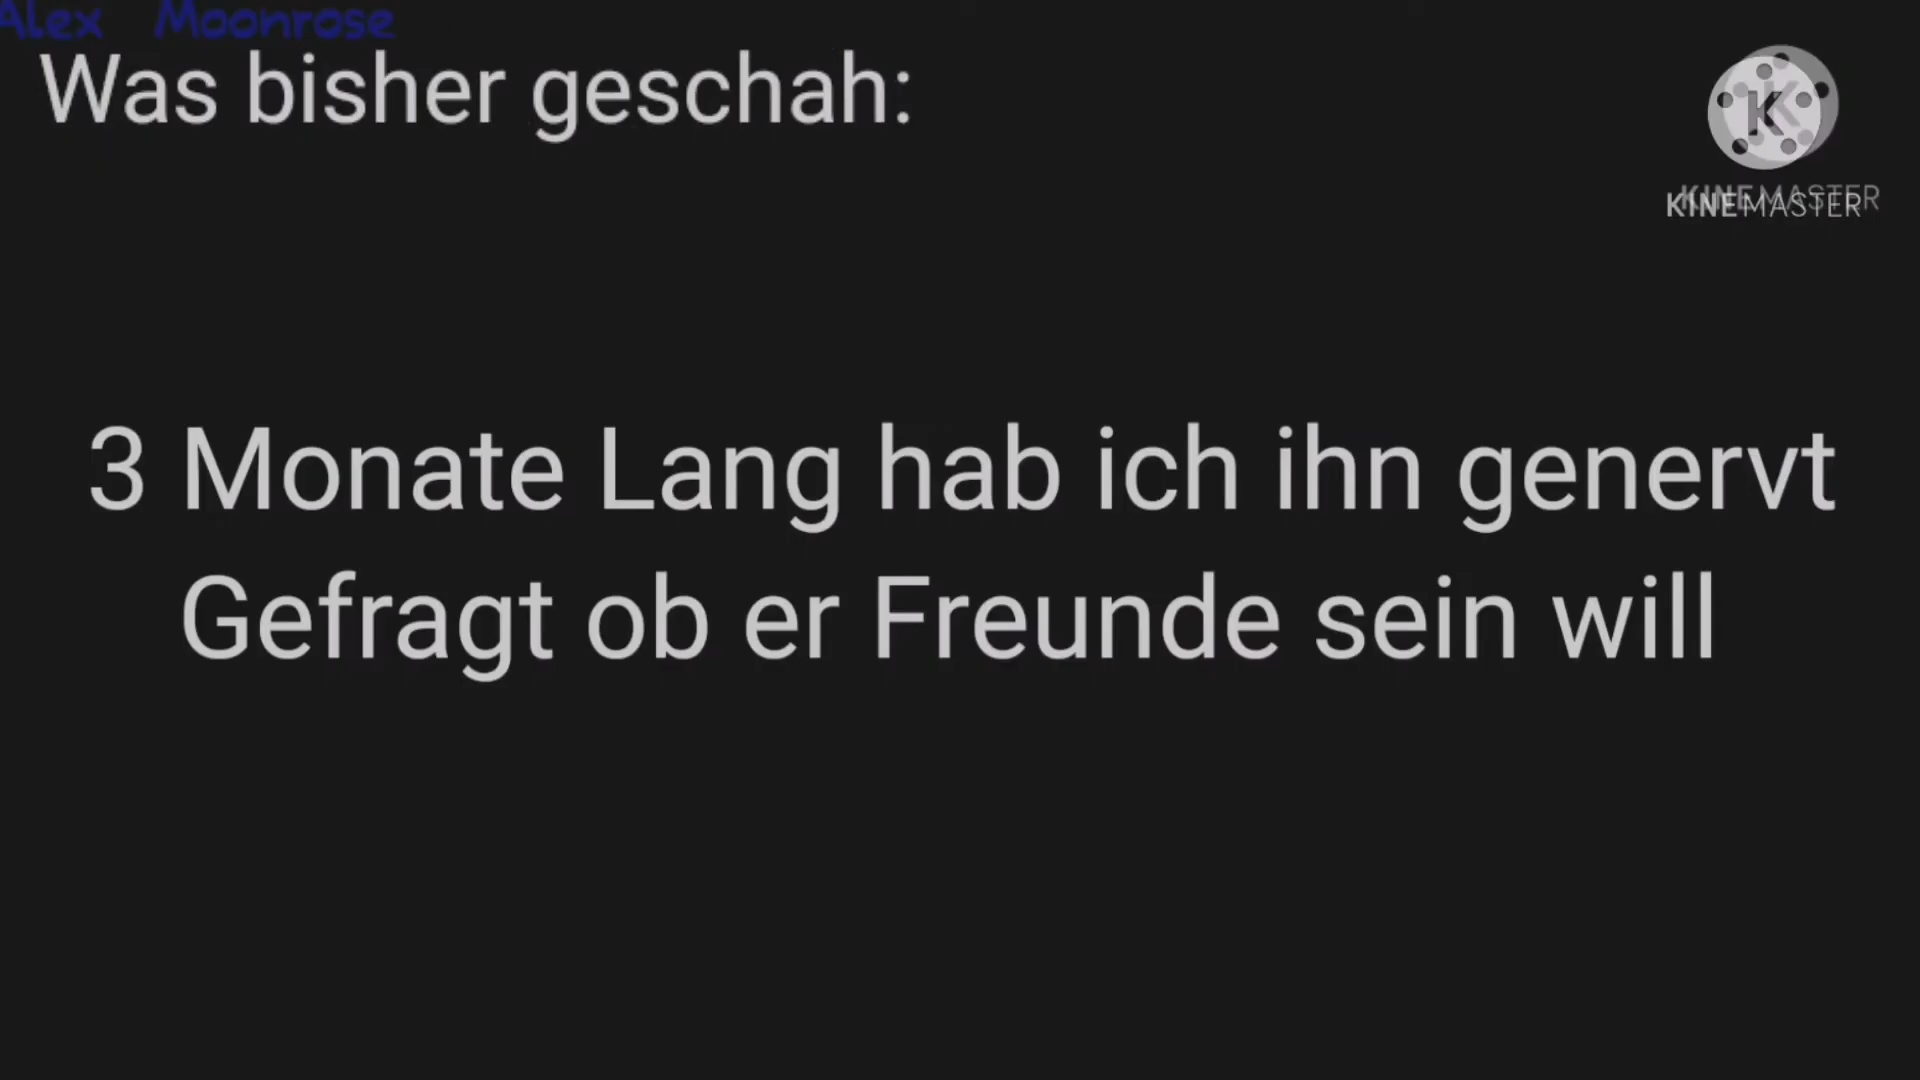 Alex Moonrose
Was bisher geschah:
KINEMASTER
KINEMASTER
3 Monate Lang hab ich ihn genervt
Gefragt ob er Freunde sein will